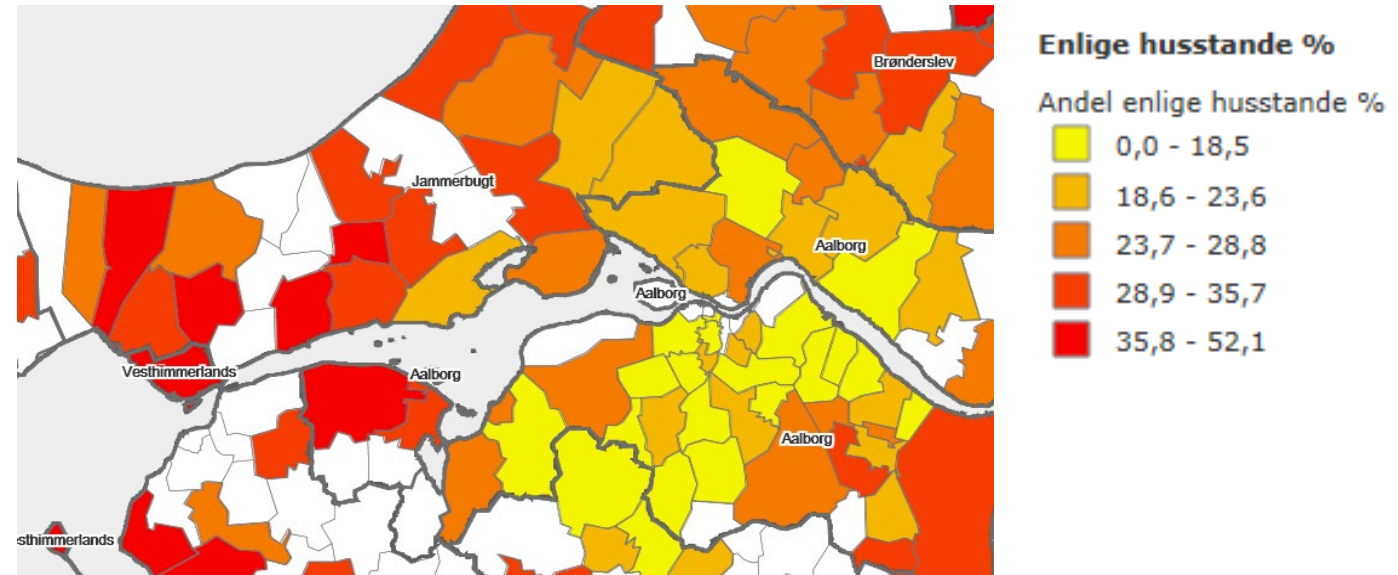 Brønderslev
Jammerbugt
Aalborg
Aalborg
Vesthimmerlands
Aalborg
Aalborg
sthimmerlands
Enlige husstande %
Andel enlige husstande %
0,0 - 18,5
18,6 - 23,6
23,7 - 28,8
28,9 - 35,7
35,8 - 52,1